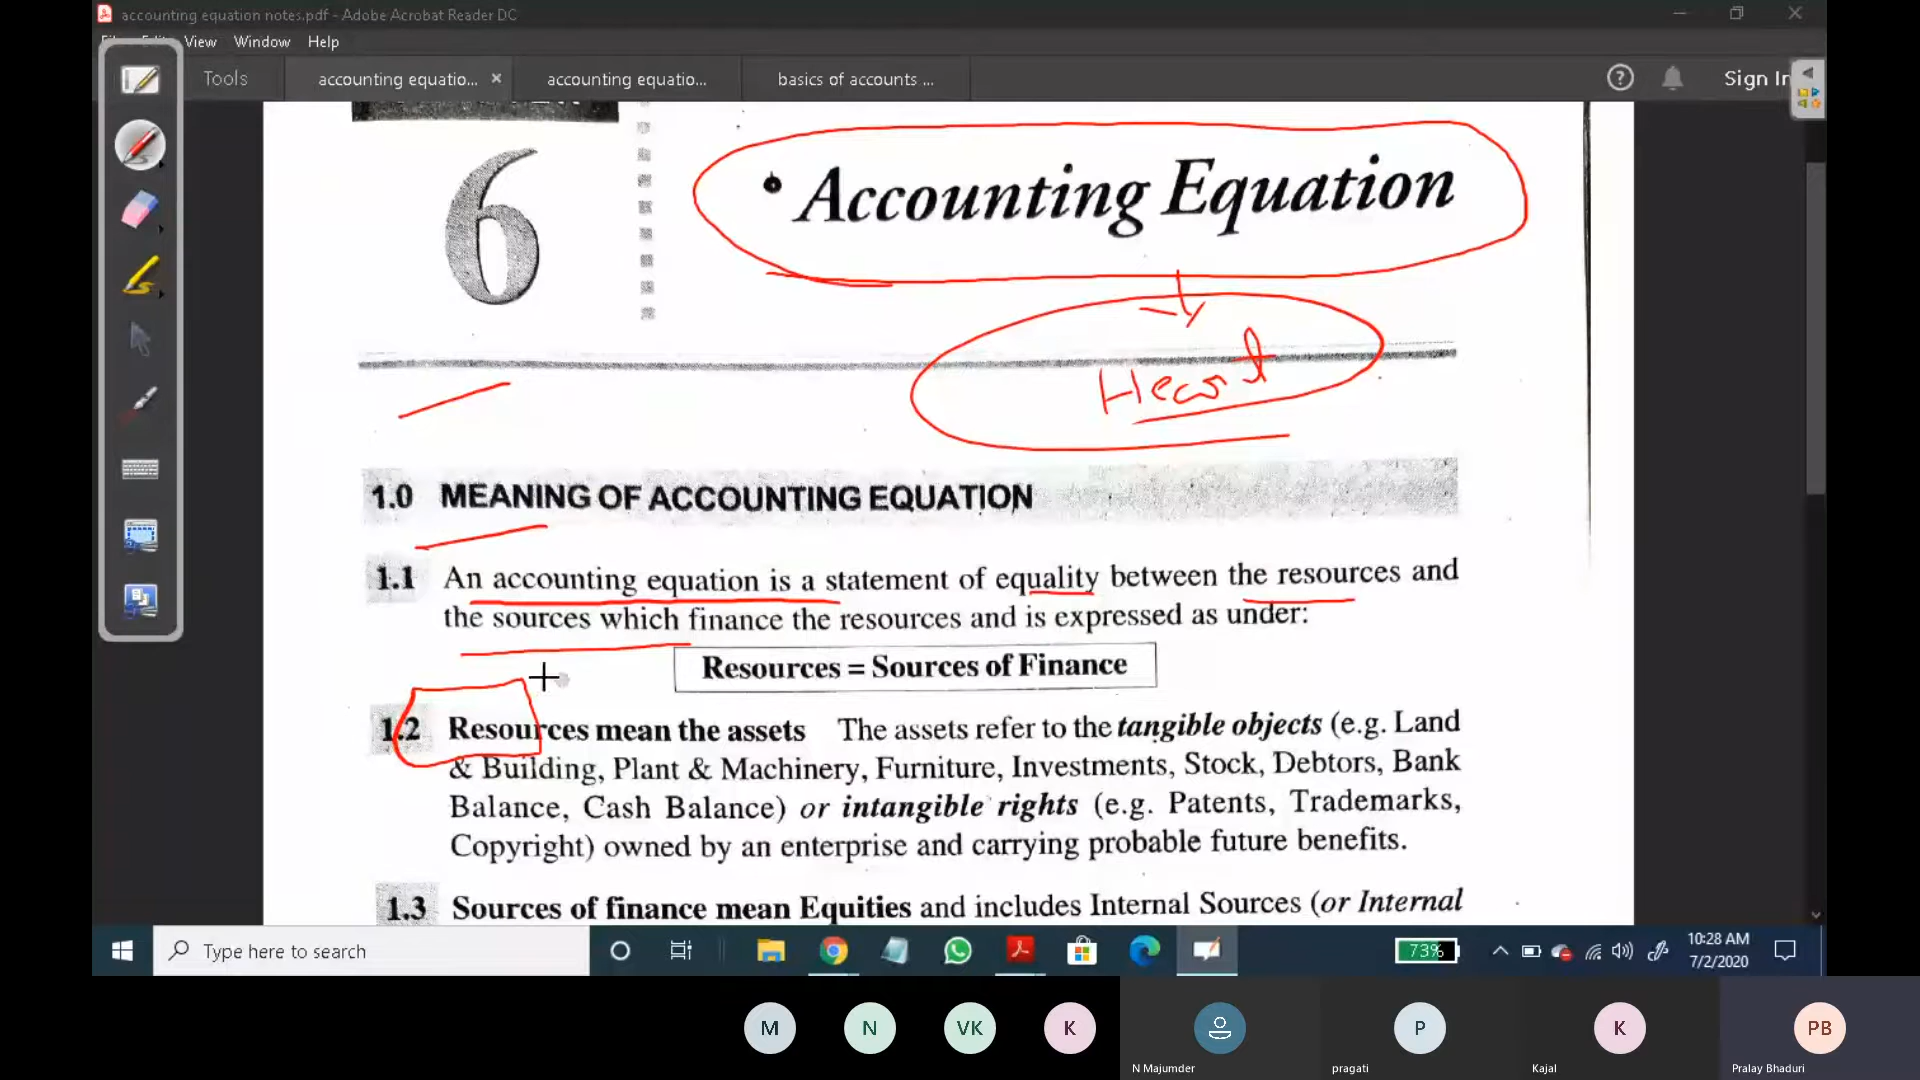 accounting equation notes.pdf - Adobe Acrobat Reader DC
View Window Help
Tools
accounting equatio... ×
accounting equatio...
basics of accounts ...
Sign In
6
• Accounting Equation
Heart
1.0 MEANING OF ACCOUNTING EQUATION
1.1 An accounting equation is a statement of equality between the resources and
the sources which finance the resources and is expressed as under:
Resources = Sources of Finance
1.2 Resources mean the assets The assets refer to the tangible objects (e.g. Land
& Building, Plant & Machinery, Furniture, Investments, Stock, Debtors, Bank
Balance, Cash Balance) or intangible rights (e.g. Patents, Trademarks,
Copyright) owned by an enterprise and carrying probable future benefits.
1.3 Sources of finance mean Equities and includes Internal Sources (or Internal
Type here to search
73%
10:28 AM
7/2/2020
M
N
VK
K
P
K
PB
N Majumder
pragati
Kajal
Pralay Bhaduri